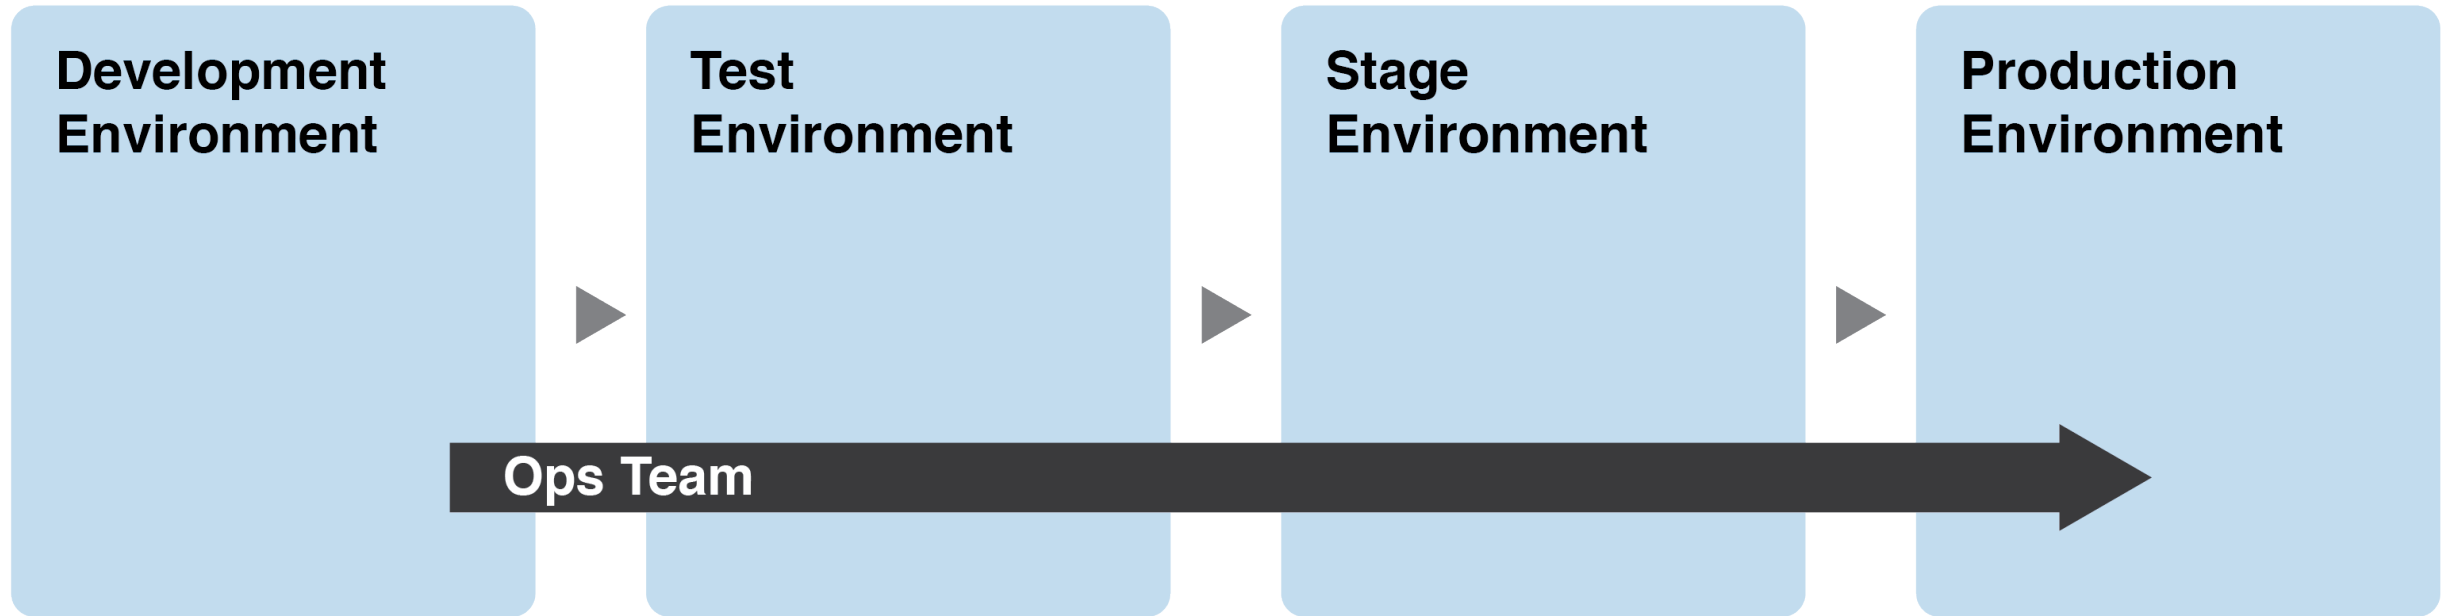 Development
Environment
Test
Environment
Stage
Environment
Production
Environment
Ops Team